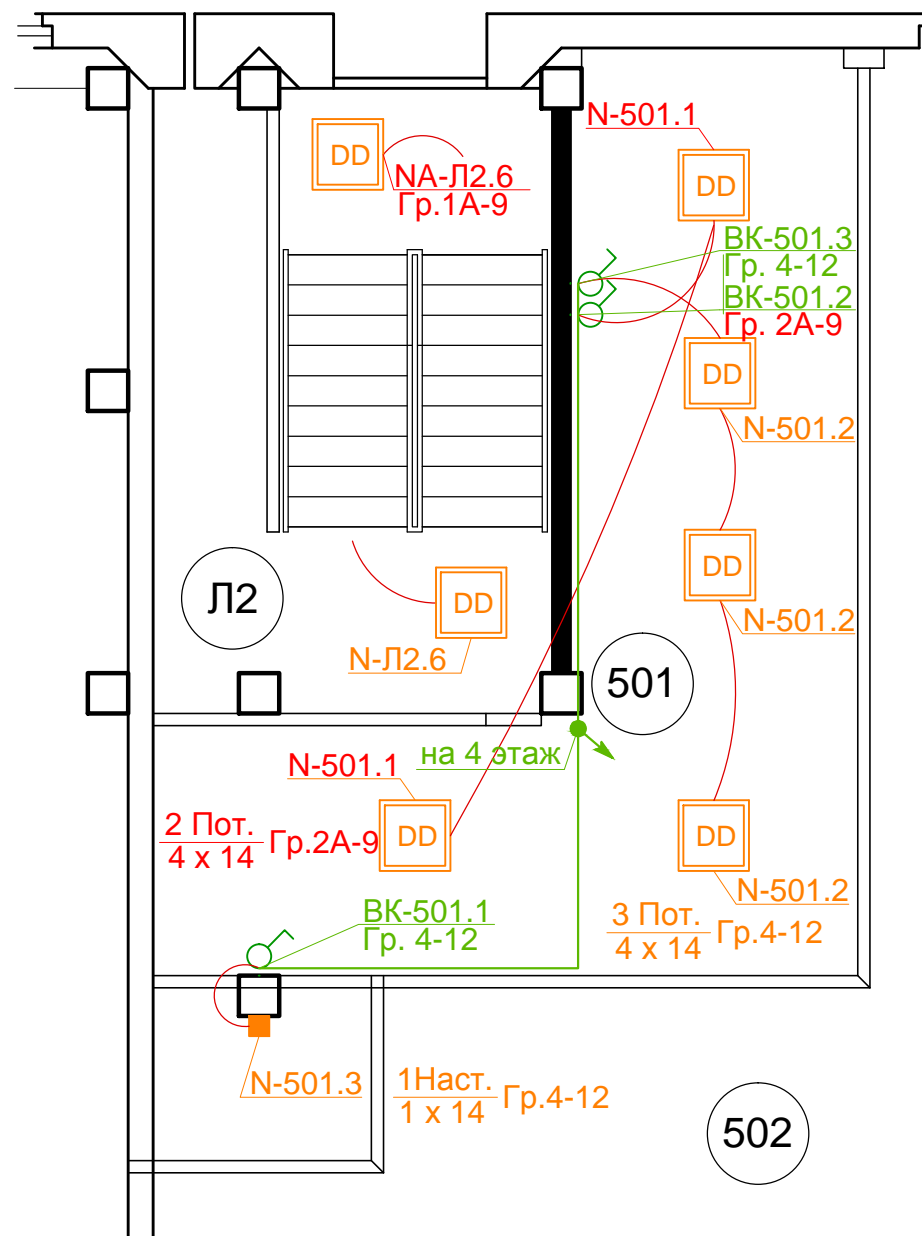 N-501.1
DD
DD
NA-Л2.6
Гр.1А-9
ВК-501.3
Гр. 4-12
ВК-501.2
Гр. 2А-9
DD
N-501.2
DD
N-501.2
Л2
DD
N-Л2.6
501
на 4 этаж
N-501.1
2 Пот.
4 х 14
Гр.2А-9
DD
DD
N-501.2
ВК-501.1
Гр. 4-12
3 Пот.
4 х 14
Гр.4-12
N-501.3
1Наст.
1 х 14
Гр.4-12
502